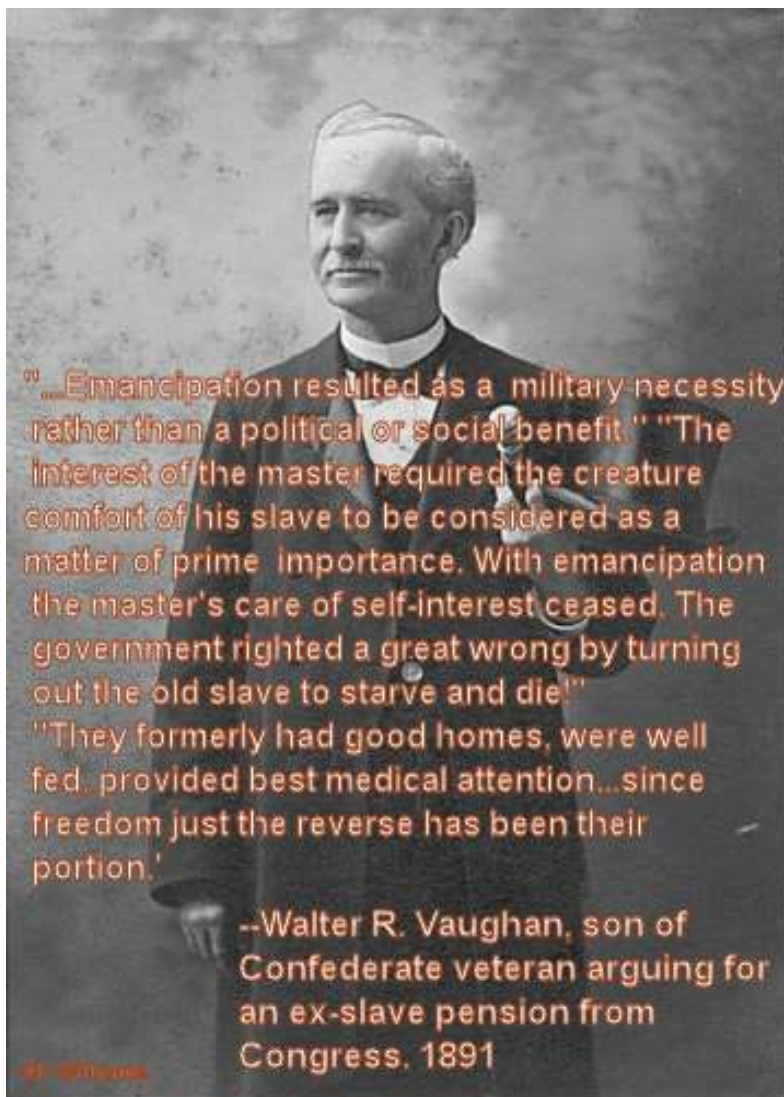 "...Emancipation resulted as a military necessity
rather than a political or social benefit." "The
interest of the master required the creature
comfort of his slave to be considered as a
matter of prime importance. With emancipation
the master's care of self-interest ceased. The
government righted a great wrong by turning
out the old slave to starve and die!"
"They formerly had good homes, were well
fed, provided best medical attention...since
freedom just the reverse has been their
portion.'
--Walter R. Vaughan, son of
Confederate veteran arguing for
an ex-slave pension from
Congress, 1891